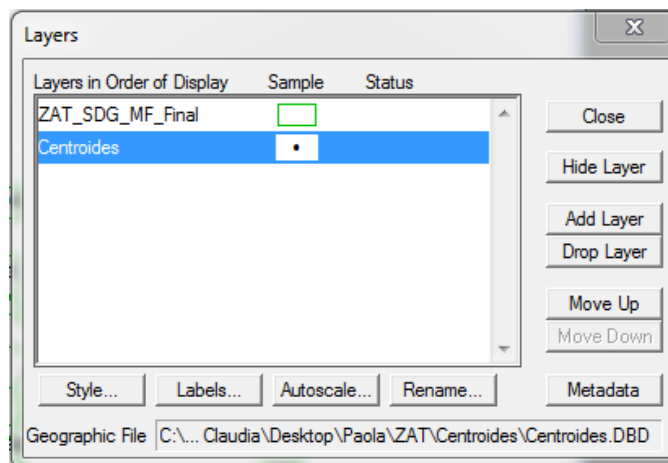 Layers
Layers in Order of Display Sample Status
ZAT_SDG_MF_Final
Centroides
Close
Hide Layer
Add Layer
Drop Layer
Move Up
Move Down
Style... Labels... Autoscale... Rename... Metadata
Geographic File C:\... Claudia\Desktop\Paola\ZAT\Centroides\Centroides.DBD